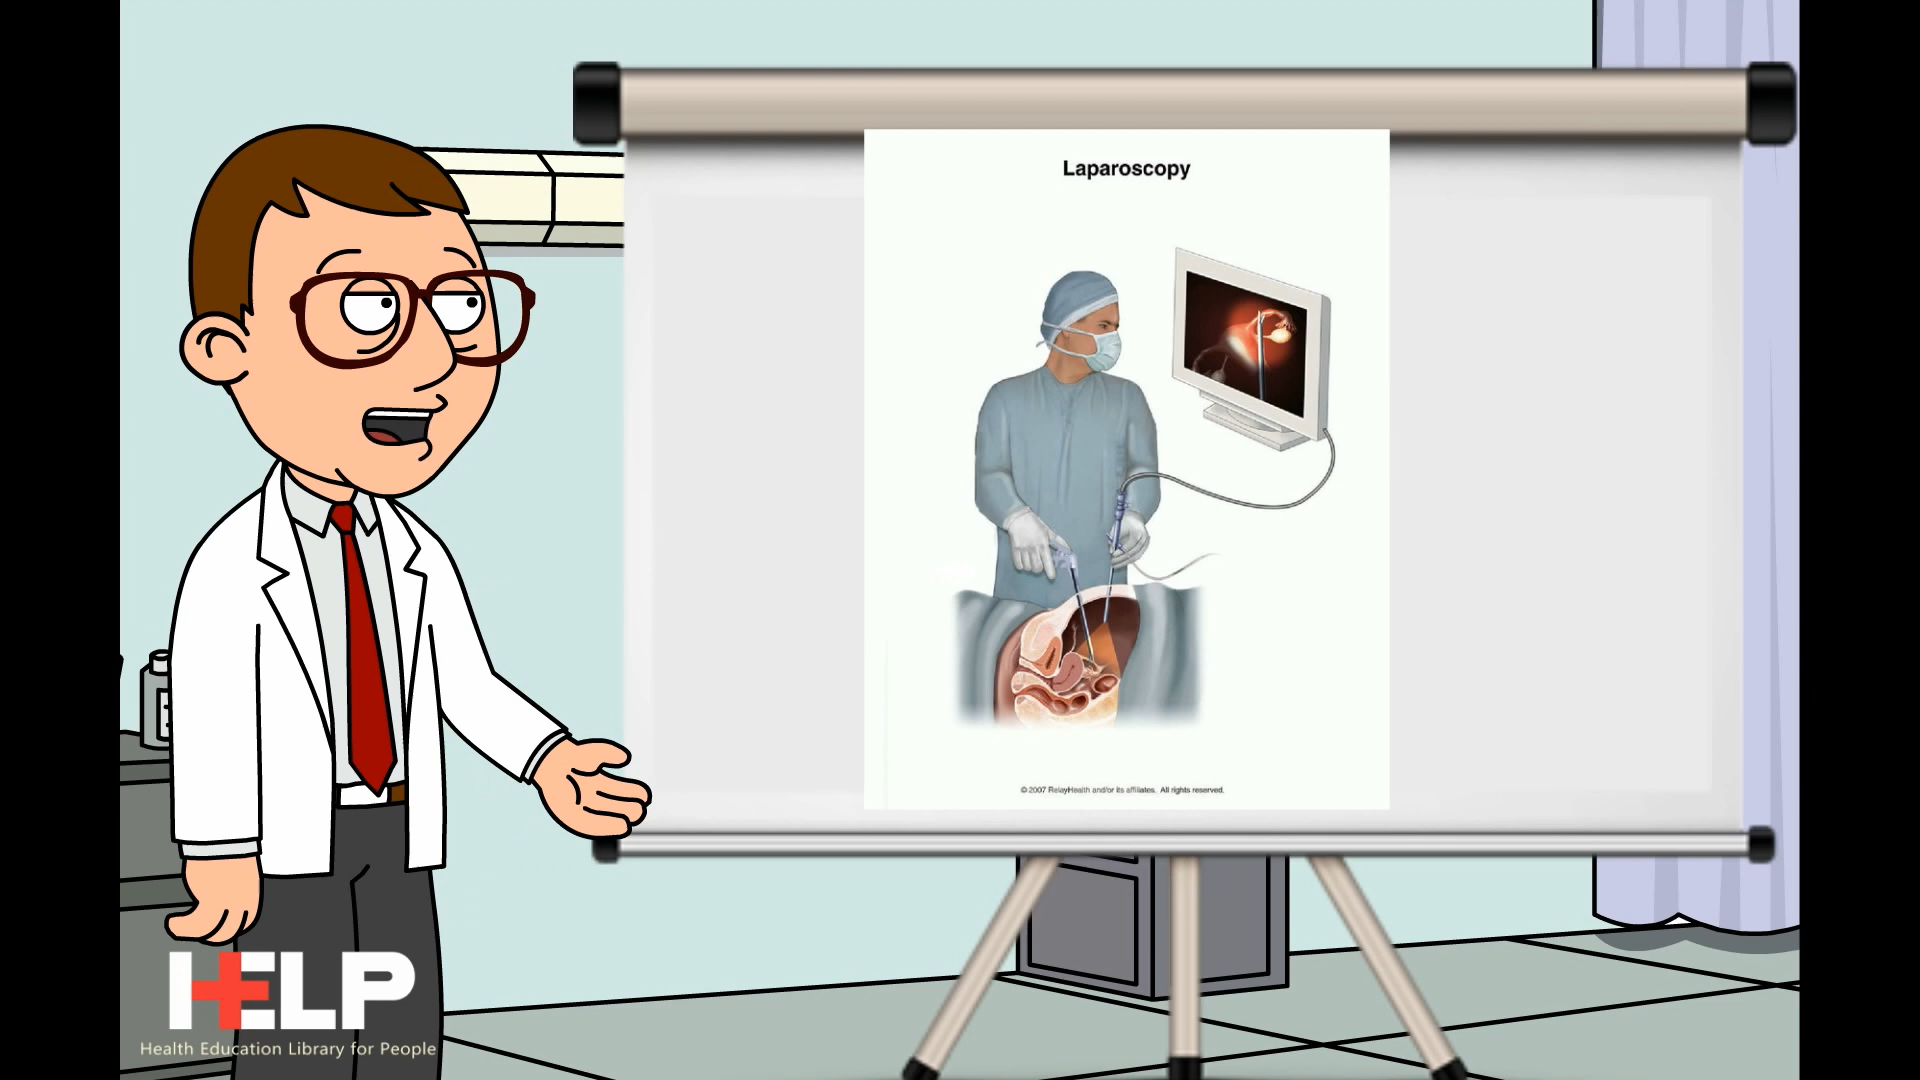 Laparoscopy
© 2007 RelayHealth and/or its affiliates. All rights reserved.
HELP
Health Education Library for People